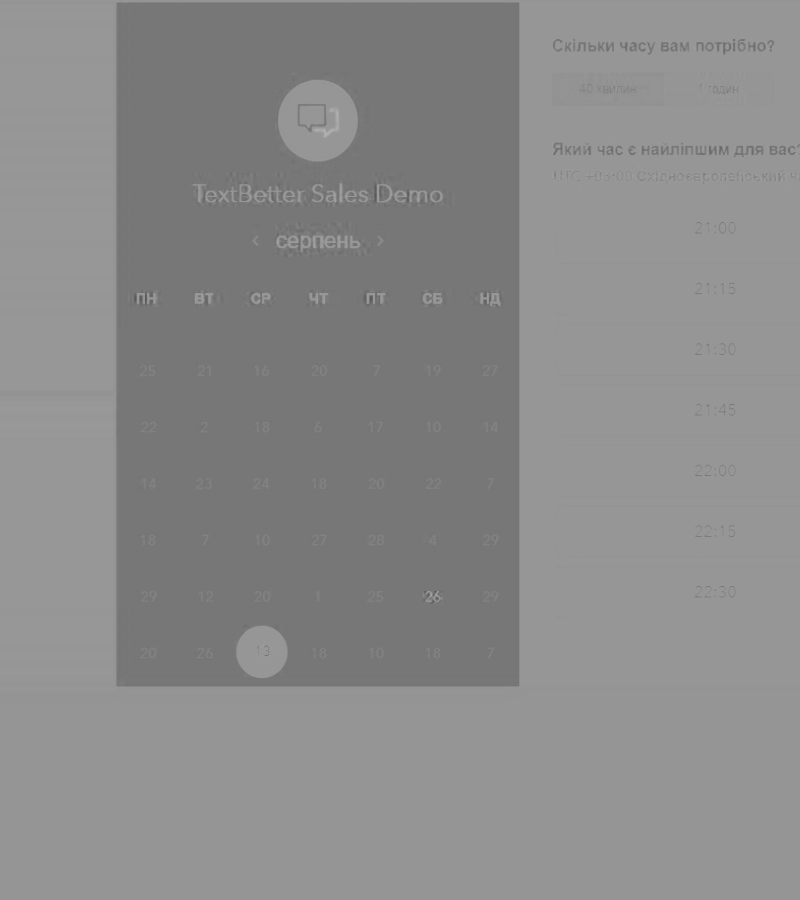 Скільки часу вам потрібно?
1 годин
TextBetter Sales Demo
‹ серпень ›
ПН ВТ СР ЧТ ПТ СБ НД
25 21 16 20 7 19 27
22 2 18 6 17 10 14
14 23 24 18 20 22 7
18 7 10 27 28 4 29
29 12 20 1 25 26 29
20 26 13 18 10 18 7
Який час є найліпшим для вас?
UTC +03:00
21:00
21:15
21:30
21:45
22:00
22:15
22:30